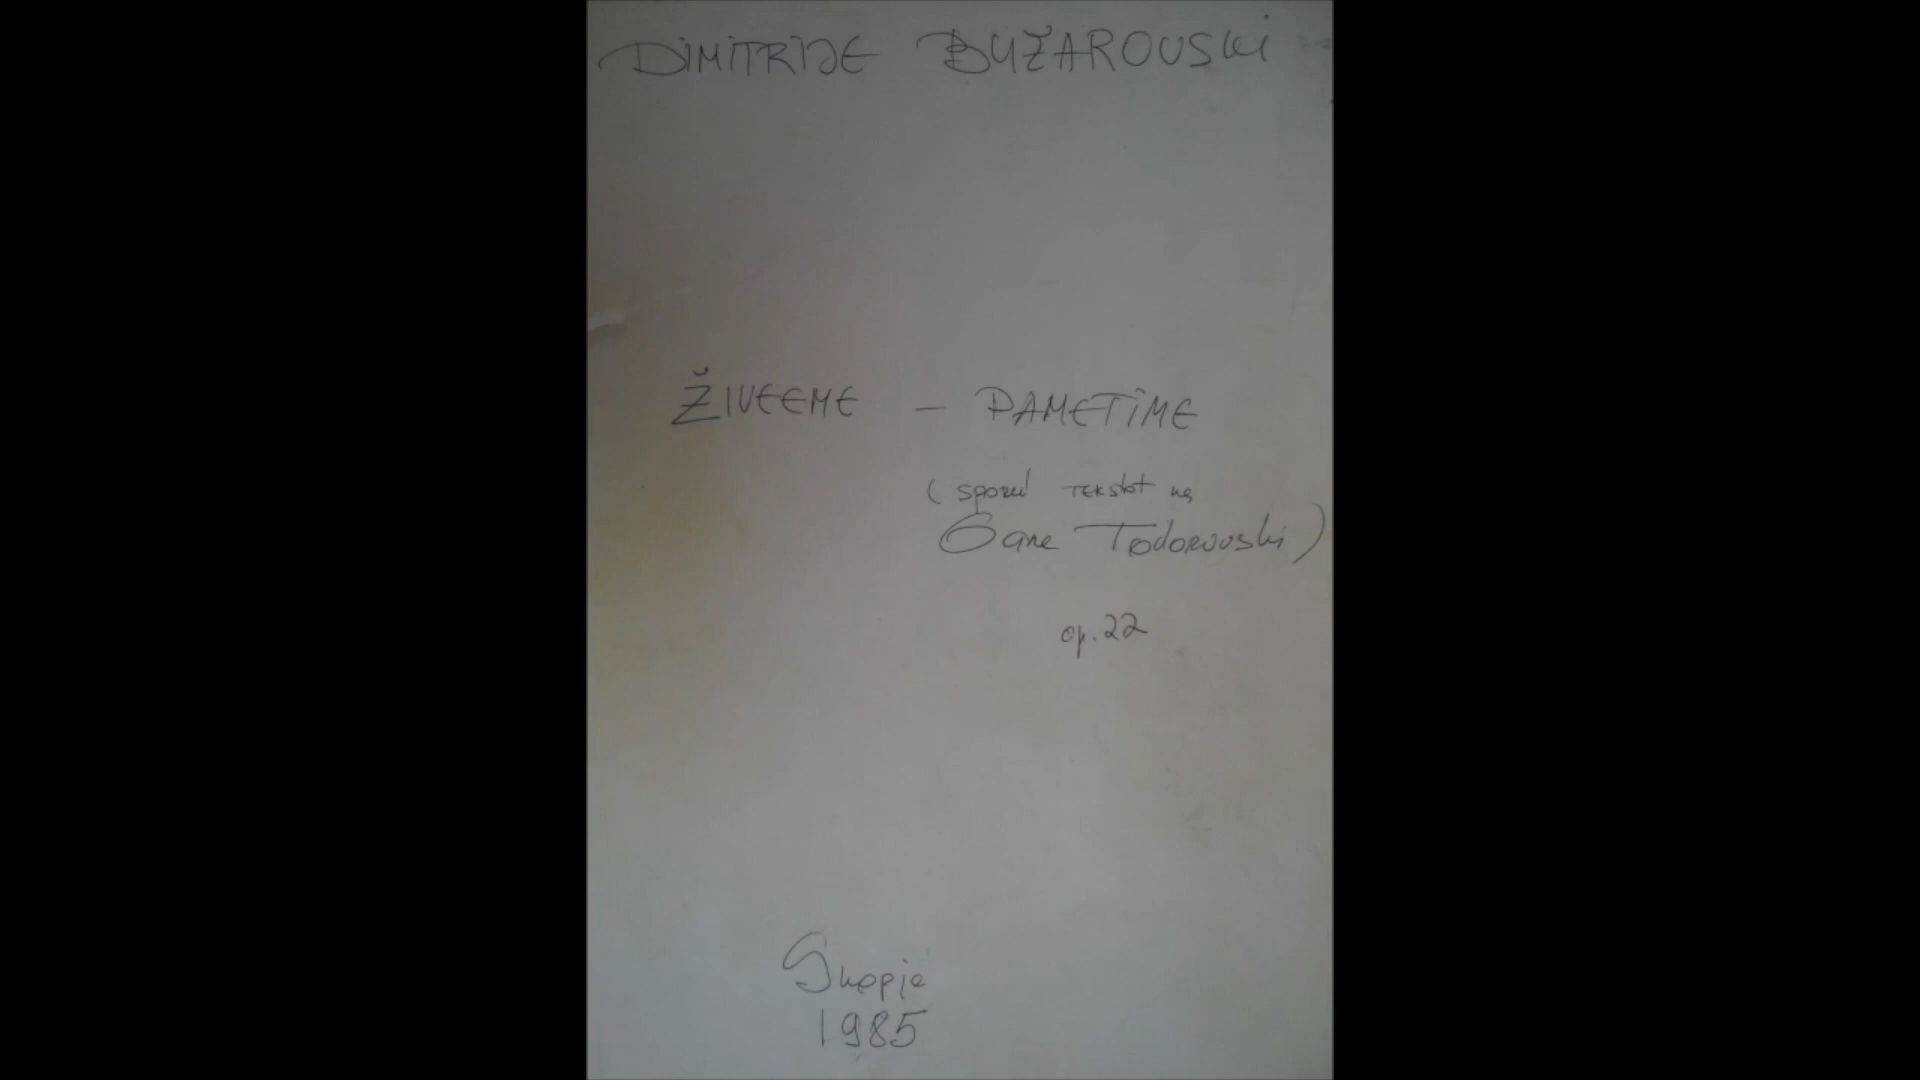 DIMITRIJE BUŽAROVSKI
ŽIVEEME – PAMETIME
(spored tekstot na
Gane Todorovski)
op. 22
Skopje
1985